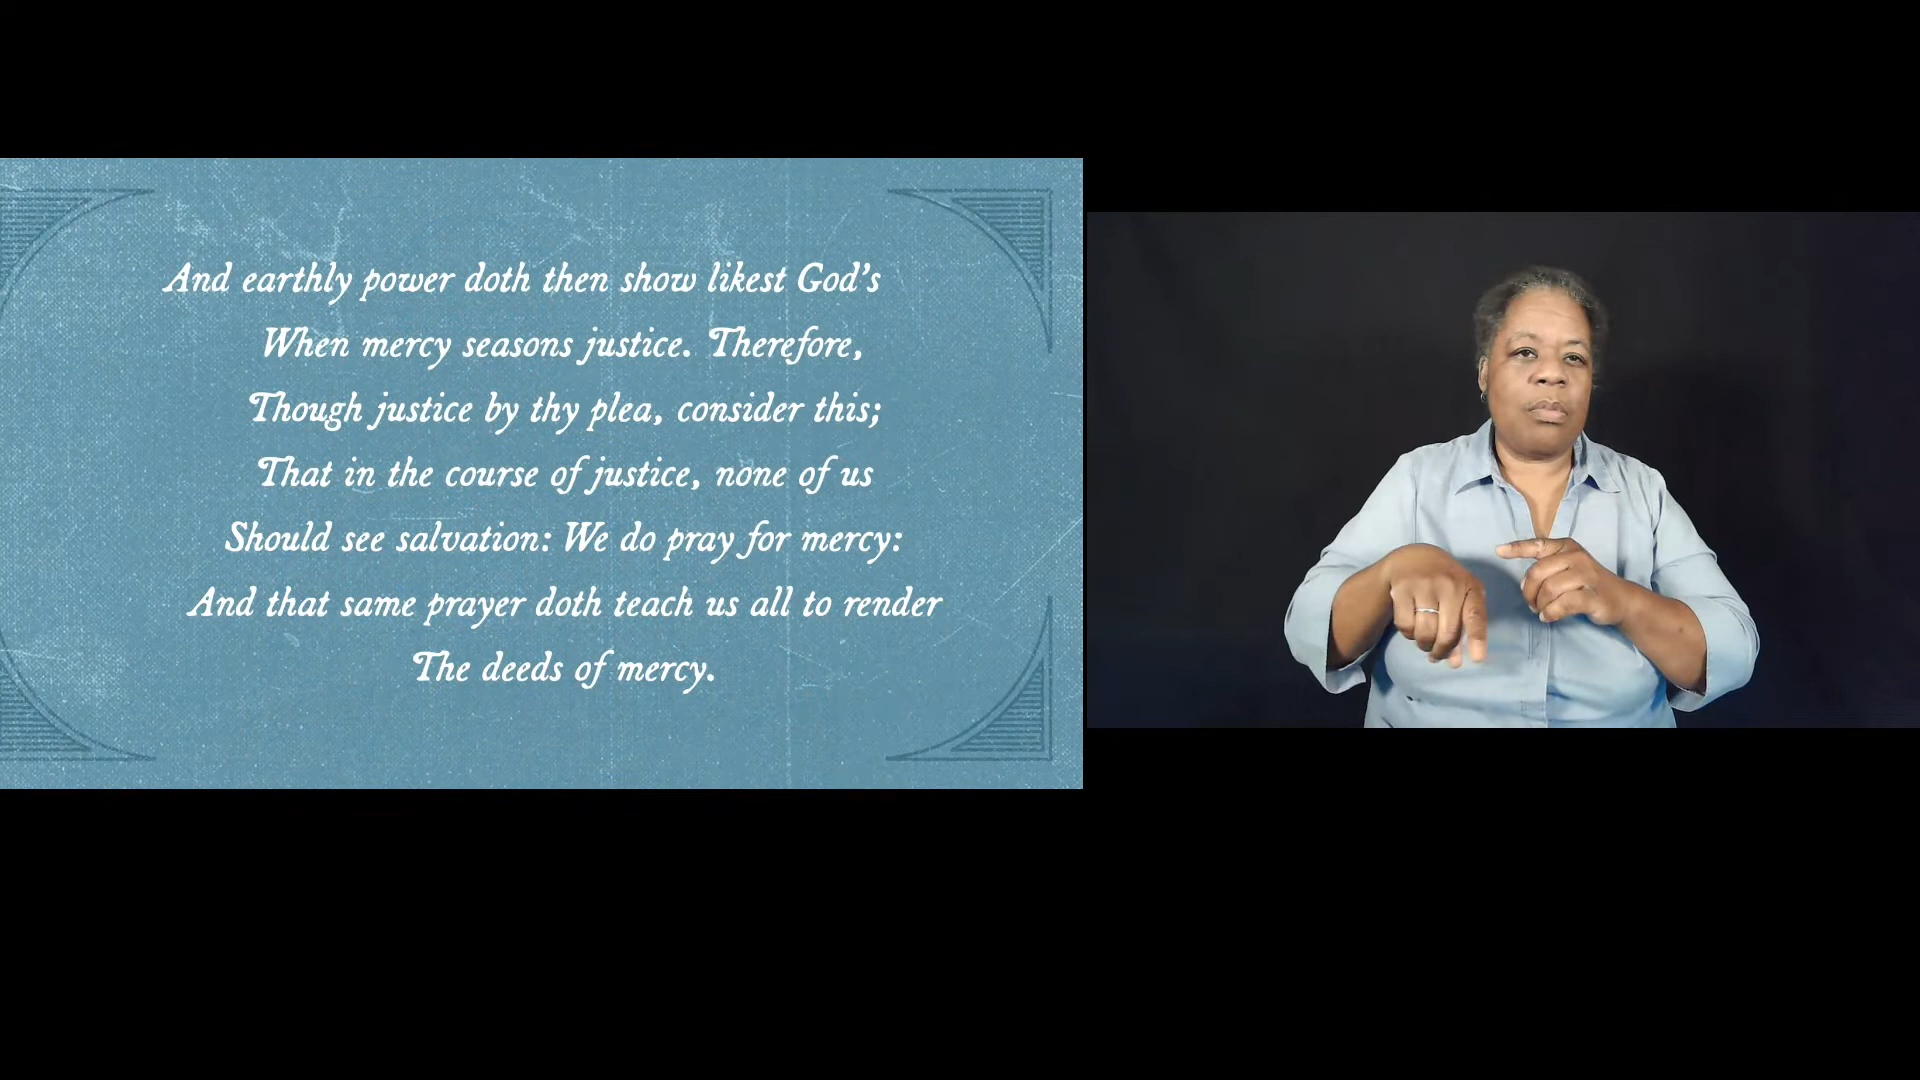 And earthly power doth then show likest God's
When mercy seasons justice. Therefore,
Though justice by thy plea, consider this;
That in the course of justice, none of us
Should see salvation: We do pray for mercy:
And that same prayer doth teach us all to render
The deeds of mercy.